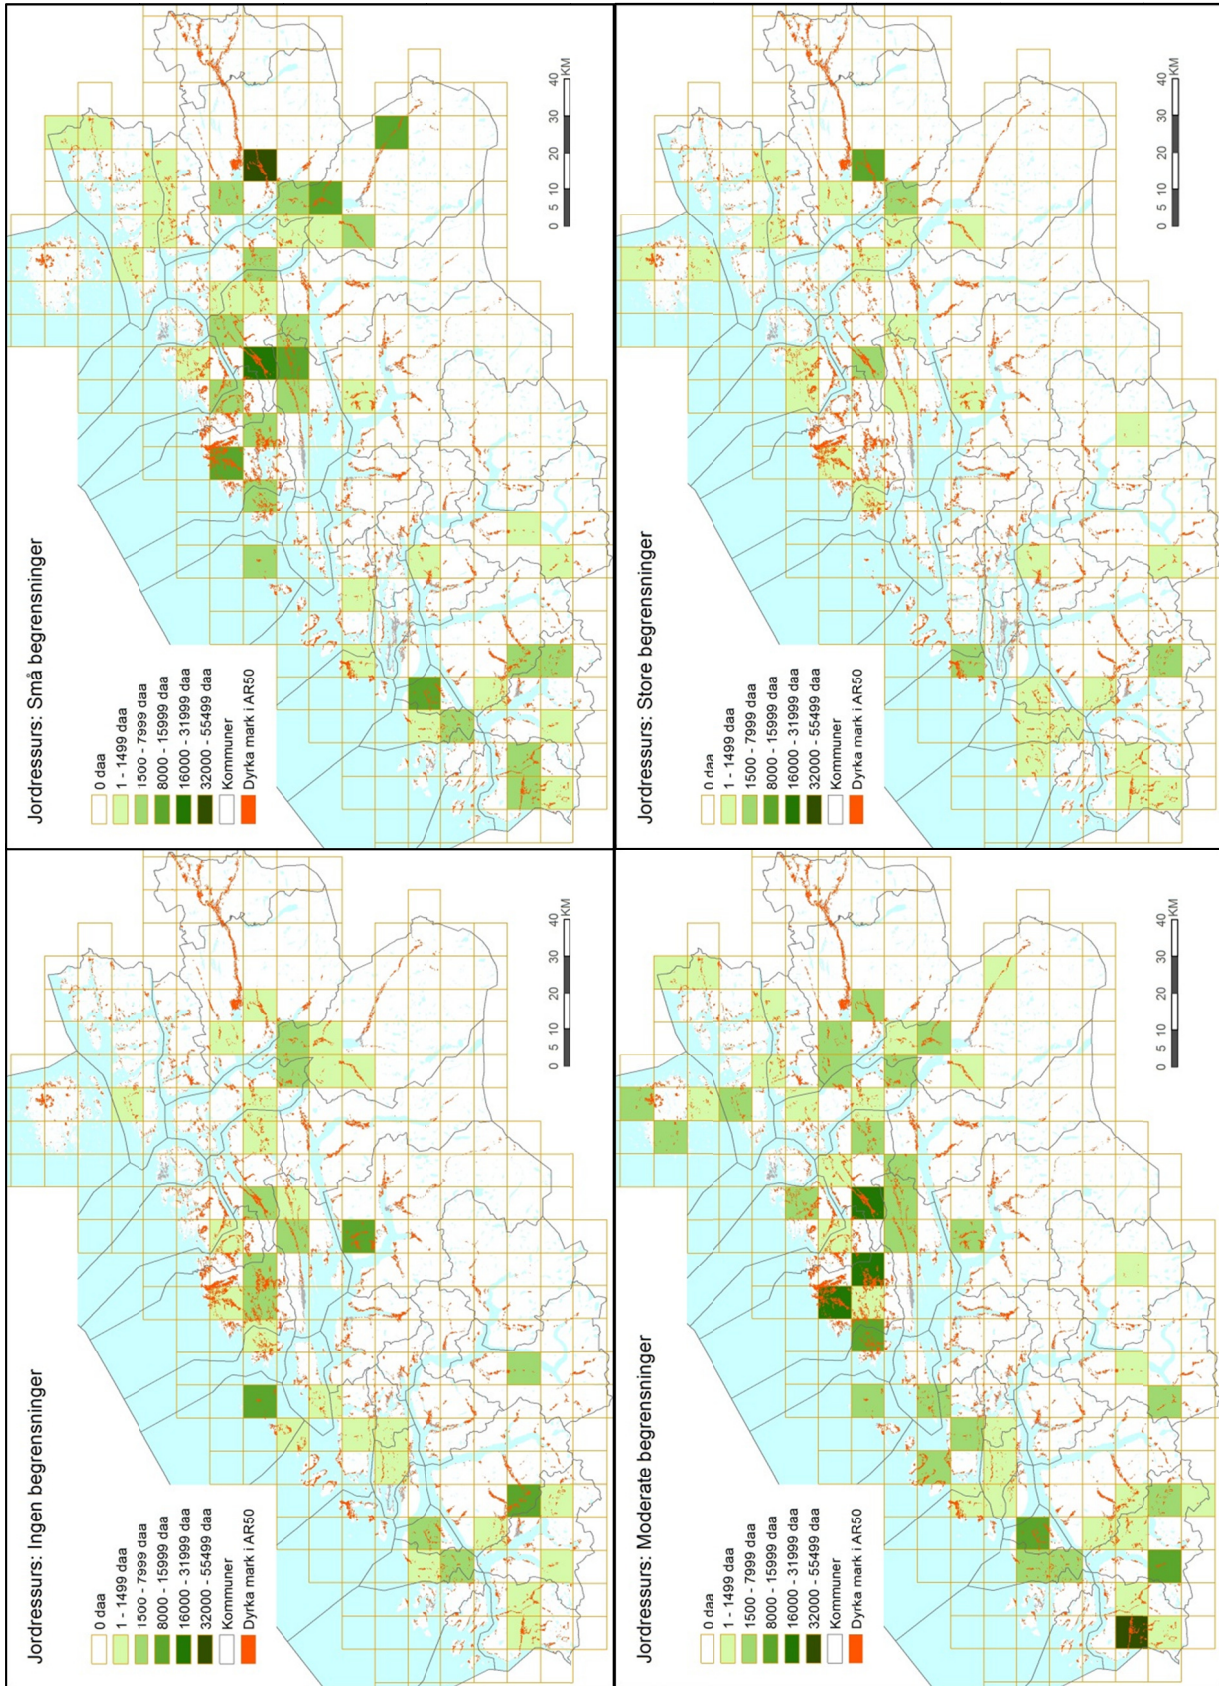 Jordressurs: Ingen begrensninger
0 daa
1 - 1499 daa
1500 - 7999 daa
8000 - 15999 daa
16000 - 31999 daa
32000 - 55499 daa
Kommuner
Dyrka mark i AR50
0 5 10 20 30 40
KM
Jordressurs: Små begrensninger
0 daa
1 - 1499 daa
1500 - 7999 daa
8000 - 15999 daa
16000 - 31999 daa
32000 - 55499 daa
Kommuner
Dyrka mark i AR50
0 5 10 20 30 40
KM
Jordressurs: Moderate begrensninger
0 daa
1 - 1499 daa
1500 - 7999 daa
8000 - 15999 daa
16000 - 31999 daa
32000 - 55499 daa
Kommuner
Dyrka mark i AR50
0 5 10 20 30 40
KM
Jordressurs: Store begrensninger
0 daa
1 - 1499 daa
1500 - 7999 daa
8000 - 15999 daa
16000 - 31999 daa
32000 - 55499 daa
Kommuner
Dyrka mark i AR50
0 5 10 20 30 40
KM